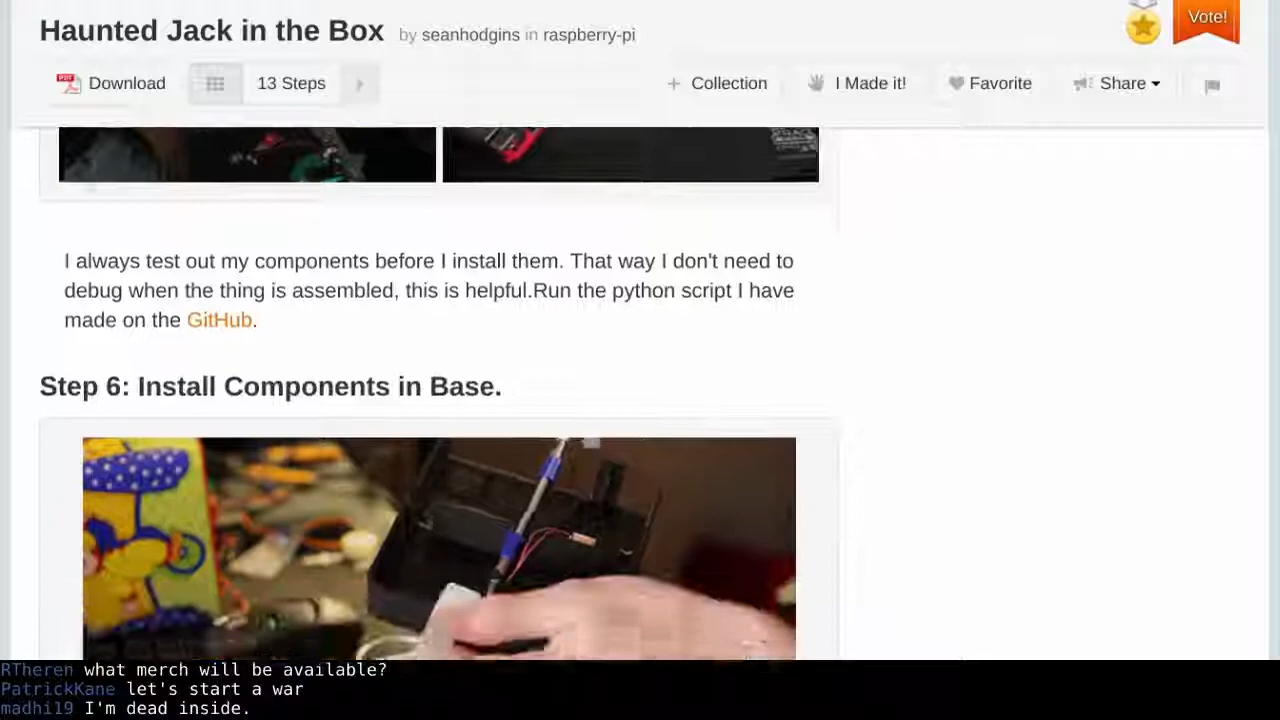 Haunted Jack in the Box by seanhodgins in raspberry-pi
Vote!
PDF Download 13 Steps + Collection I Made it! Favorite Share
I always test out my components before I install them. That way I don't need to
debug when the thing is assembled, this is helpful.Run the python script I have
made on the GitHub.
Step 6: Install Components in Base.
RTheren what merch will be available?
PatrickKane let's start a war
madhi19 I'm dead inside.